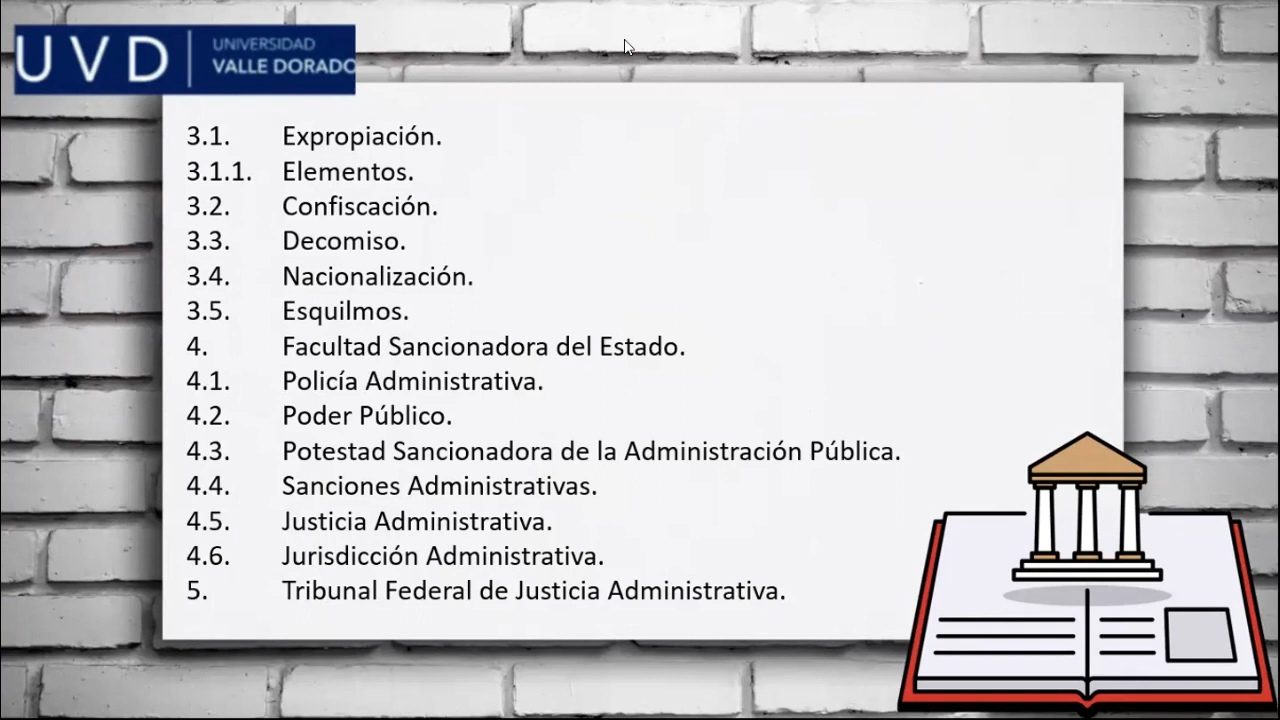 UVD
UNIVERSIDAD
VALLE DORADO
3.1. Expropiación.
3.1.1. Elementos.
3.2. Confiscación.
3.3. Decomiso.
3.4. Nacionalización.
3.5. Esquilmos.
4. Facultad Sancionadora del Estado.
4.1. Policía Administrativa.
4.2. Poder Público.
4.3. Potestad Sancionadora de la Administración Pública.
4.4. Sanciones Administrativas.
4.5. Justicia Administrativa.
4.6. Jurisdicción Administrativa.
5. Tribunal Federal de Justicia Administrativa.